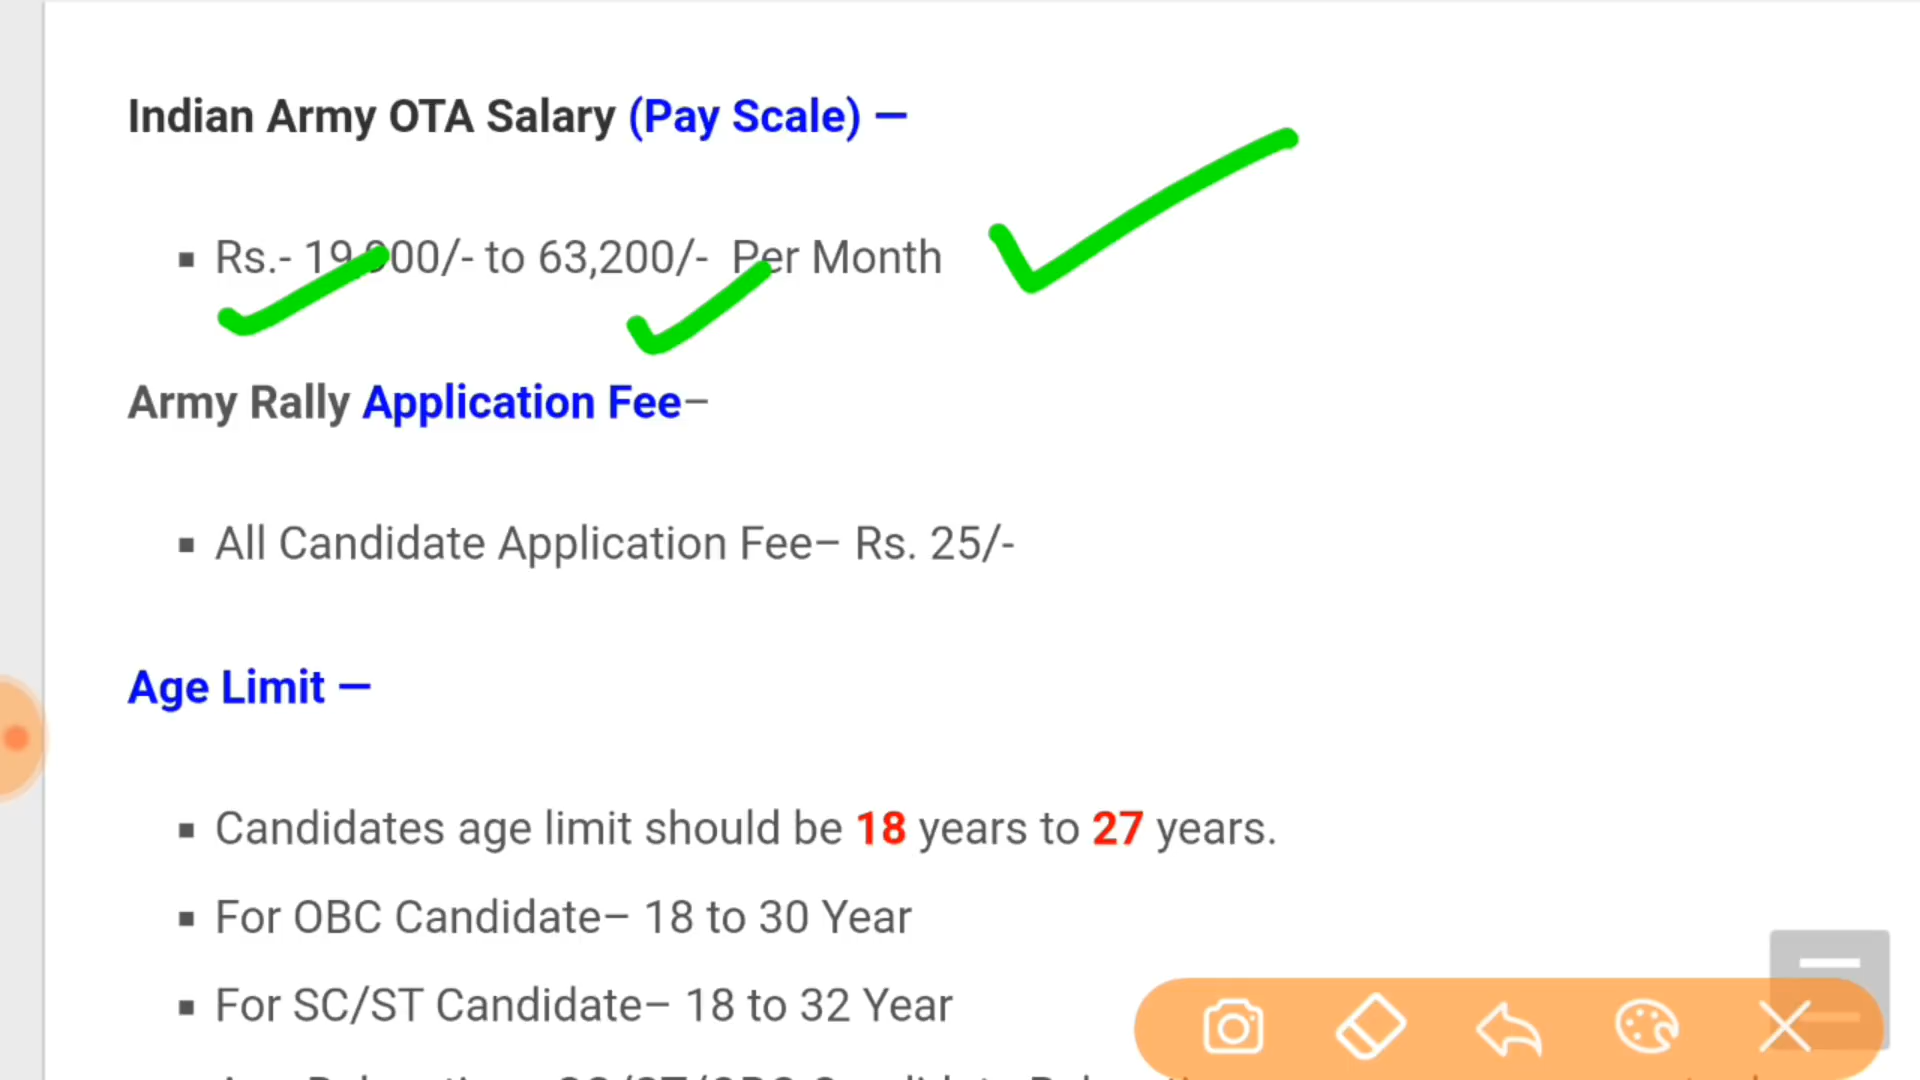 Indian Army OTA Salary (Pay Scale) —
▪ Rs.- 19,900/- to 63,200/- Per Month
Army Rally Application Fee–
▪ All Candidate Application Fee– Rs. 25/-
Age Limit —
▪ Candidates age limit should be 18 years to 27 years.
▪ For OBC Candidate– 18 to 30 Year
▪ For SC/ST Candidate– 18 to 32 Year